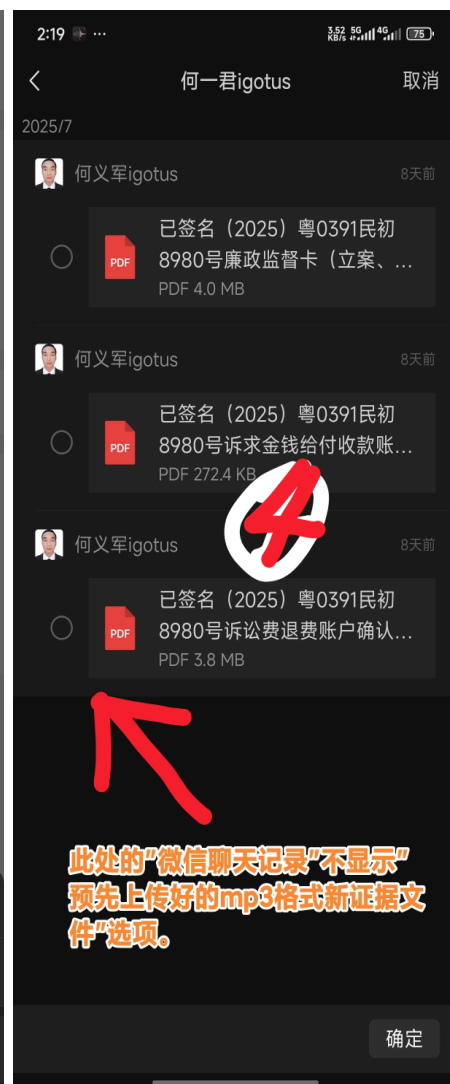 2:19 ···
3.52 KB/s 5G 4G 75
何一君igotus
取消
2025/7
何义军igotus
8天前
已签名（2025）粤0391民初
8980号廉政监督卡（立案、...
PDF
PDF 4.0 MB
何义军igotus
8天前
已签名（2025）粤0391民初
8980号诉求金钱给付收款账...
PDF
PDF 272.4 KB
4
何义军igotus
8天前
已签名（2025）粤0391民初
8980号诉讼费退费账户确认...
PDF
PDF 3.8 MB
此处的"微信聊天记录"不显示"
预先上传好的mp3格式新证据文
件"选项。
确定